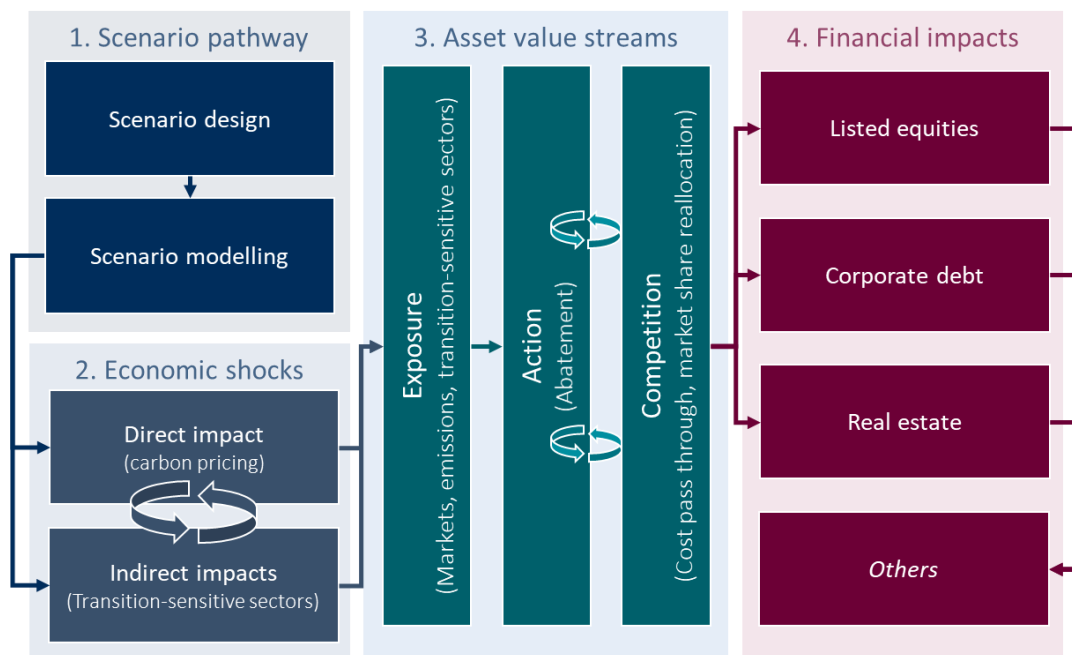 1. Scenario pathway
Scenario design
Scenario modelling
2. Economic shocks
Direct impact
(carbon pricing)
Indirect impacts
(Transition-sensitive sectors)
3. Asset value streams
Exposure
(Markets, emissions, transition-sensitive sectors)
Action
(Abatement)
Competition
(Cost pass through, market share reallocation)
4. Financial impacts
Listed equities
Corporate debt
Real estate
Others